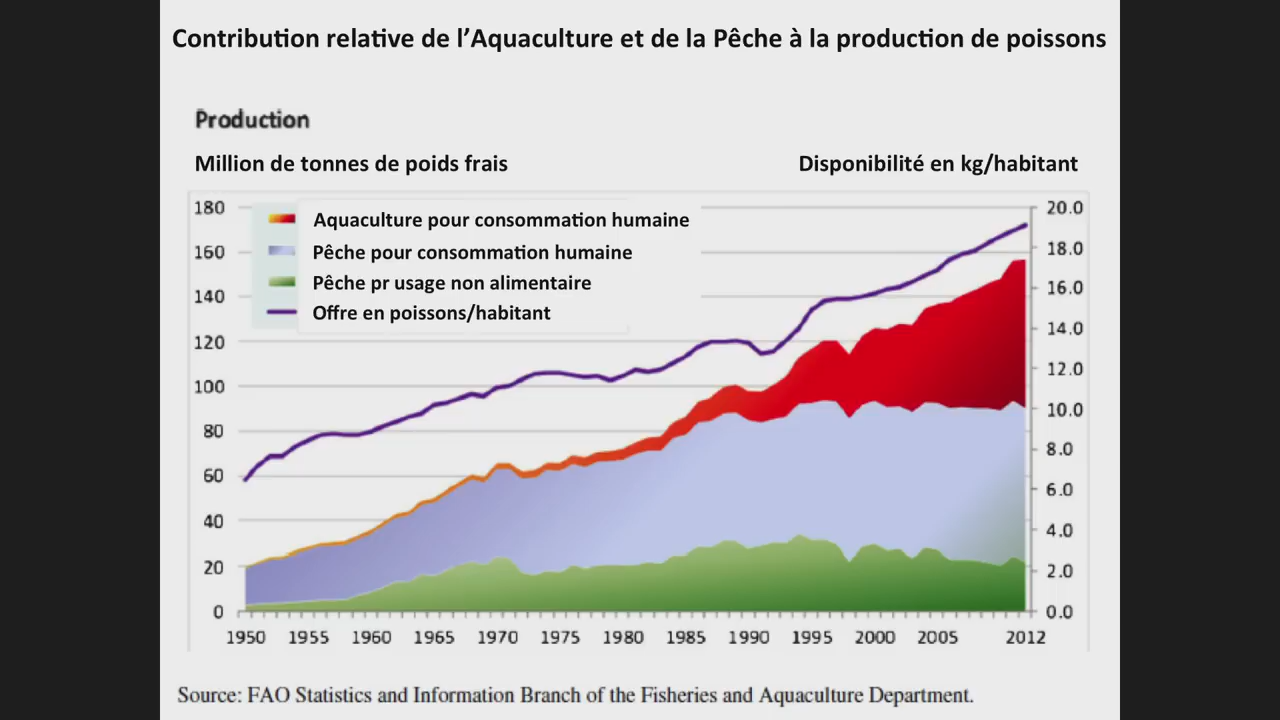 Contribution relative de l'Aquaculture et de la Pêche à la production de poissons
Production
Million de tonnes de poids frais
Disponibilité en kg/habitant
Aquaculture pour consommation humaine
Pêche pour consommation humaine
Pêche pr usage non alimentaire
Offre en poissons/habitant
180
160
140
120
100
80
60
40
20
0
20.0
18.0
16.0
14.0
12.0
10.0
8.0
6.0
4.0
2.0
0.0
1950 1955 1960 1965 1970 1975 1980 1985 1990 1995 2000 2005 2012
Source: FAO Statistics and Information Branch of the Fisheries and Aquaculture Department.